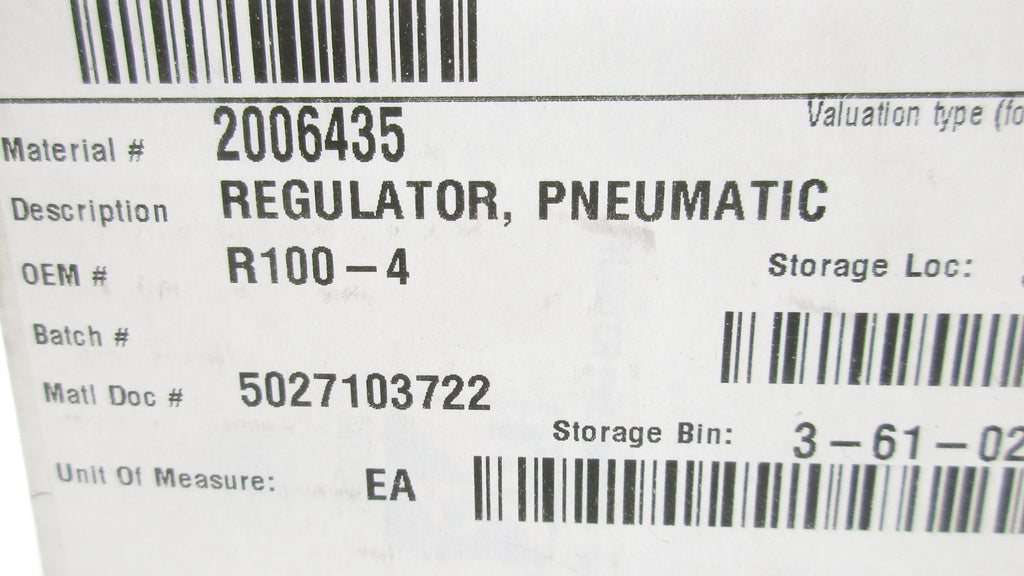 Valuation type (fo
Material # 2006435
Description REGULATOR, PNEUMATIC
OEM # R100-4
Storage Loc:
Batch #
Matl Doc # 5027103722
Storage Bin: 3-61-02
Unit Of Measure: EA